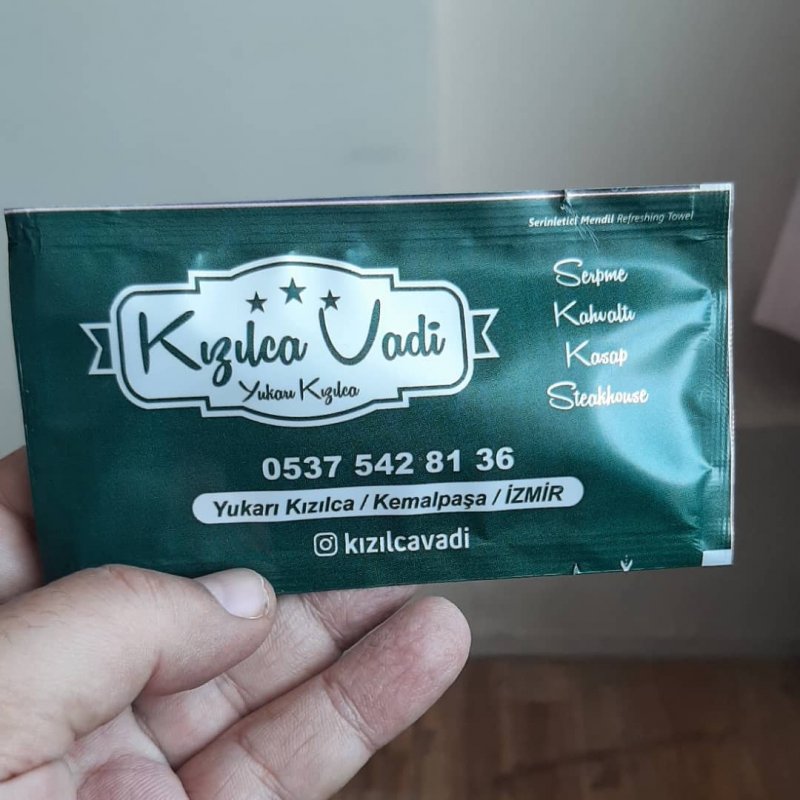 Serinletici Mendil Refreshing Towel
Kızılca Vadi
Yukarı Kızılca
Serpme
Kahvaltı
Kasap
Steakhouse
0537 542 81 36
Yukarı Kızılca / Kemalpaşa / İZMİR
kızılcavadi